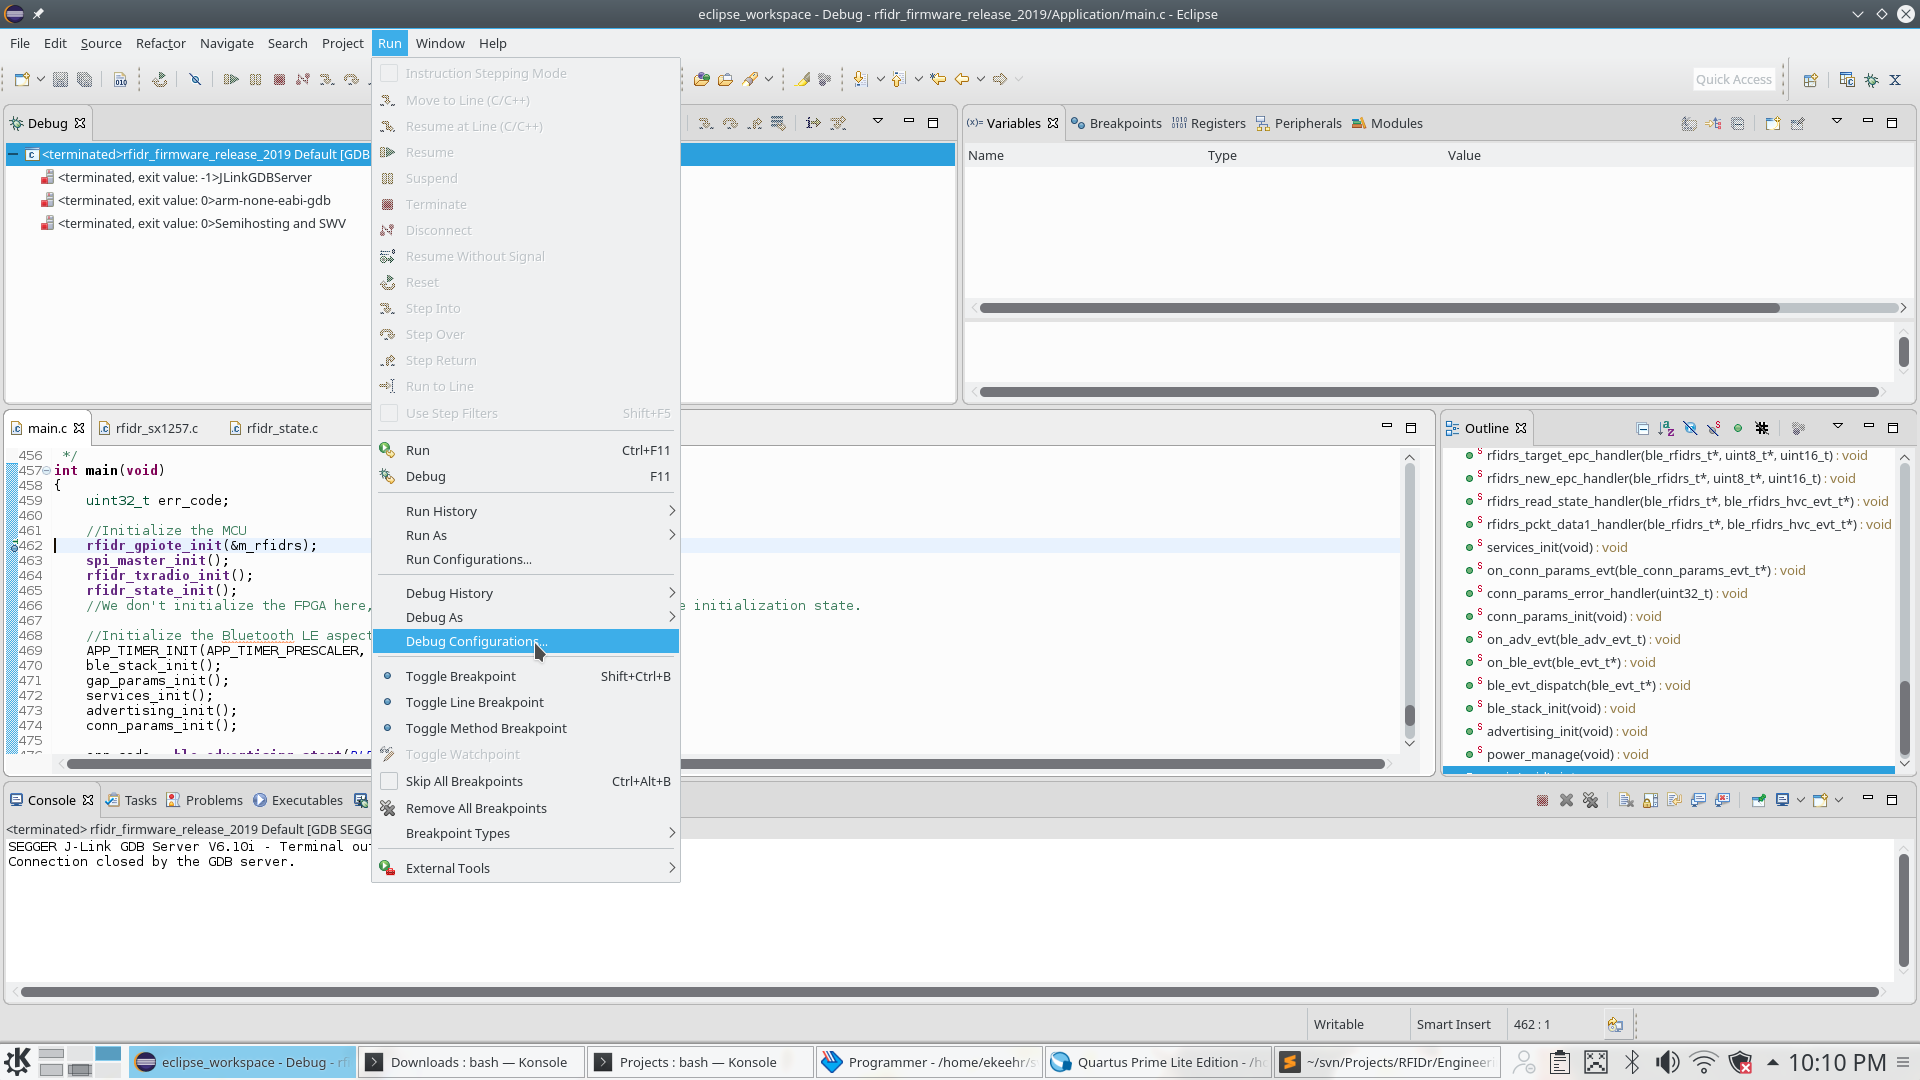 eclipse_workspace - Debug - rfidr_firmware_release_2019/Application/main.c - Eclipse
File Edit Source Refactor Navigate Search Project Run Window Help
Quick Access
Debug
<terminated>rfidr_firmware_release_2019 Default [GDB
<terminated, exit value: -1>JLinkGDBServer
<terminated, exit value: 0>arm-none-eabi-gdb
<terminated, exit value: 0>Semihosting and SWV
Instruction Stepping Mode
Move to Line (C/C++)
Resume at Line (C/C++)
Resume
Suspend
Terminate
Disconnect
Resume Without Signal
Reset
Step Into
Step Over
Step Return
Run to Line
Use Step Filters Shift+F5
Run Ctrl+F11
Debug F11
Run History
Run As
Run Configurations...
Debug History
Debug As
Debug Configurations...
Toggle Breakpoint Shift+Ctrl+B
Toggle Line Breakpoint
Toggle Method Breakpoint
Toggle Watchpoint
Skip All Breakpoints Ctrl+Alt+B
Remove All Breakpoints
Breakpoint Types
External Tools
(x)= Variables Breakpoints 1010 Registers Peripherals Modules
Name Type Value
main.c rfidr_sx1257.c rfidr_state.c
456 */
457 int main(void)
458 {
459 uint32_t err_code;
460
461 //Initialize the MCU
462 rfidr_gpiote_init(&m_rfidrs);
463 spi_master_init();
464 rfidr_txradio_init();
465 rfidr_state_init();
466 //We don't initialize the FPGA here, e initialization state.
467
468 //Initialize the Bluetooth LE aspect
469 APP_TIMER_INIT(APP_TIMER_PRESCALER,
470 ble_stack_init();
471 gap_params_init();
472 services_init();
473 advertising_init();
474 conn_params_init();
475
Outline
rfidrs_target_epc_handler(ble_rfidrs_t*, uint8_t*, uint16_t) : void
rfidrs_new_epc_handler(ble_rfidrs_t*, uint8_t*, uint16_t) : void
rfidrs_read_state_handler(ble_rfidrs_t*, ble_rfidrs_hvc_evt_t*) : void
rfidrs_pckt_data1_handler(ble_rfidrs_t*, ble_rfidrs_hvc_evt_t*) : void
services_init(void) : void
on_conn_params_evt(ble_conn_params_evt_t*) : void
conn_params_error_handler(uint32_t) : void
conn_params_init(void) : void
on_adv_evt(ble_adv_evt_t) : void
on_ble_evt(ble_evt_t*) : void
ble_evt_dispatch(ble_evt_t*) : void
ble_stack_init(void) : void
advertising_init(void) : void
power_manage(void) : void
Console Tasks Problems Executables
<terminated> rfidr_firmware_release_2019 Default [GDB SEGG
SEGGER J-Link GDB Server V6.10i - Terminal ou
Connection closed by the GDB server.
Writable Smart Insert 462 : 1
eclipse_workspace - Debug - rfi Downloads : bash — Konsole Projects : bash — Konsole Programmer - /home/ekeehr/s Quartus Prime Lite Edition - /h ~/svn/Projects/RFIDr/Engineeri 10:10 PM